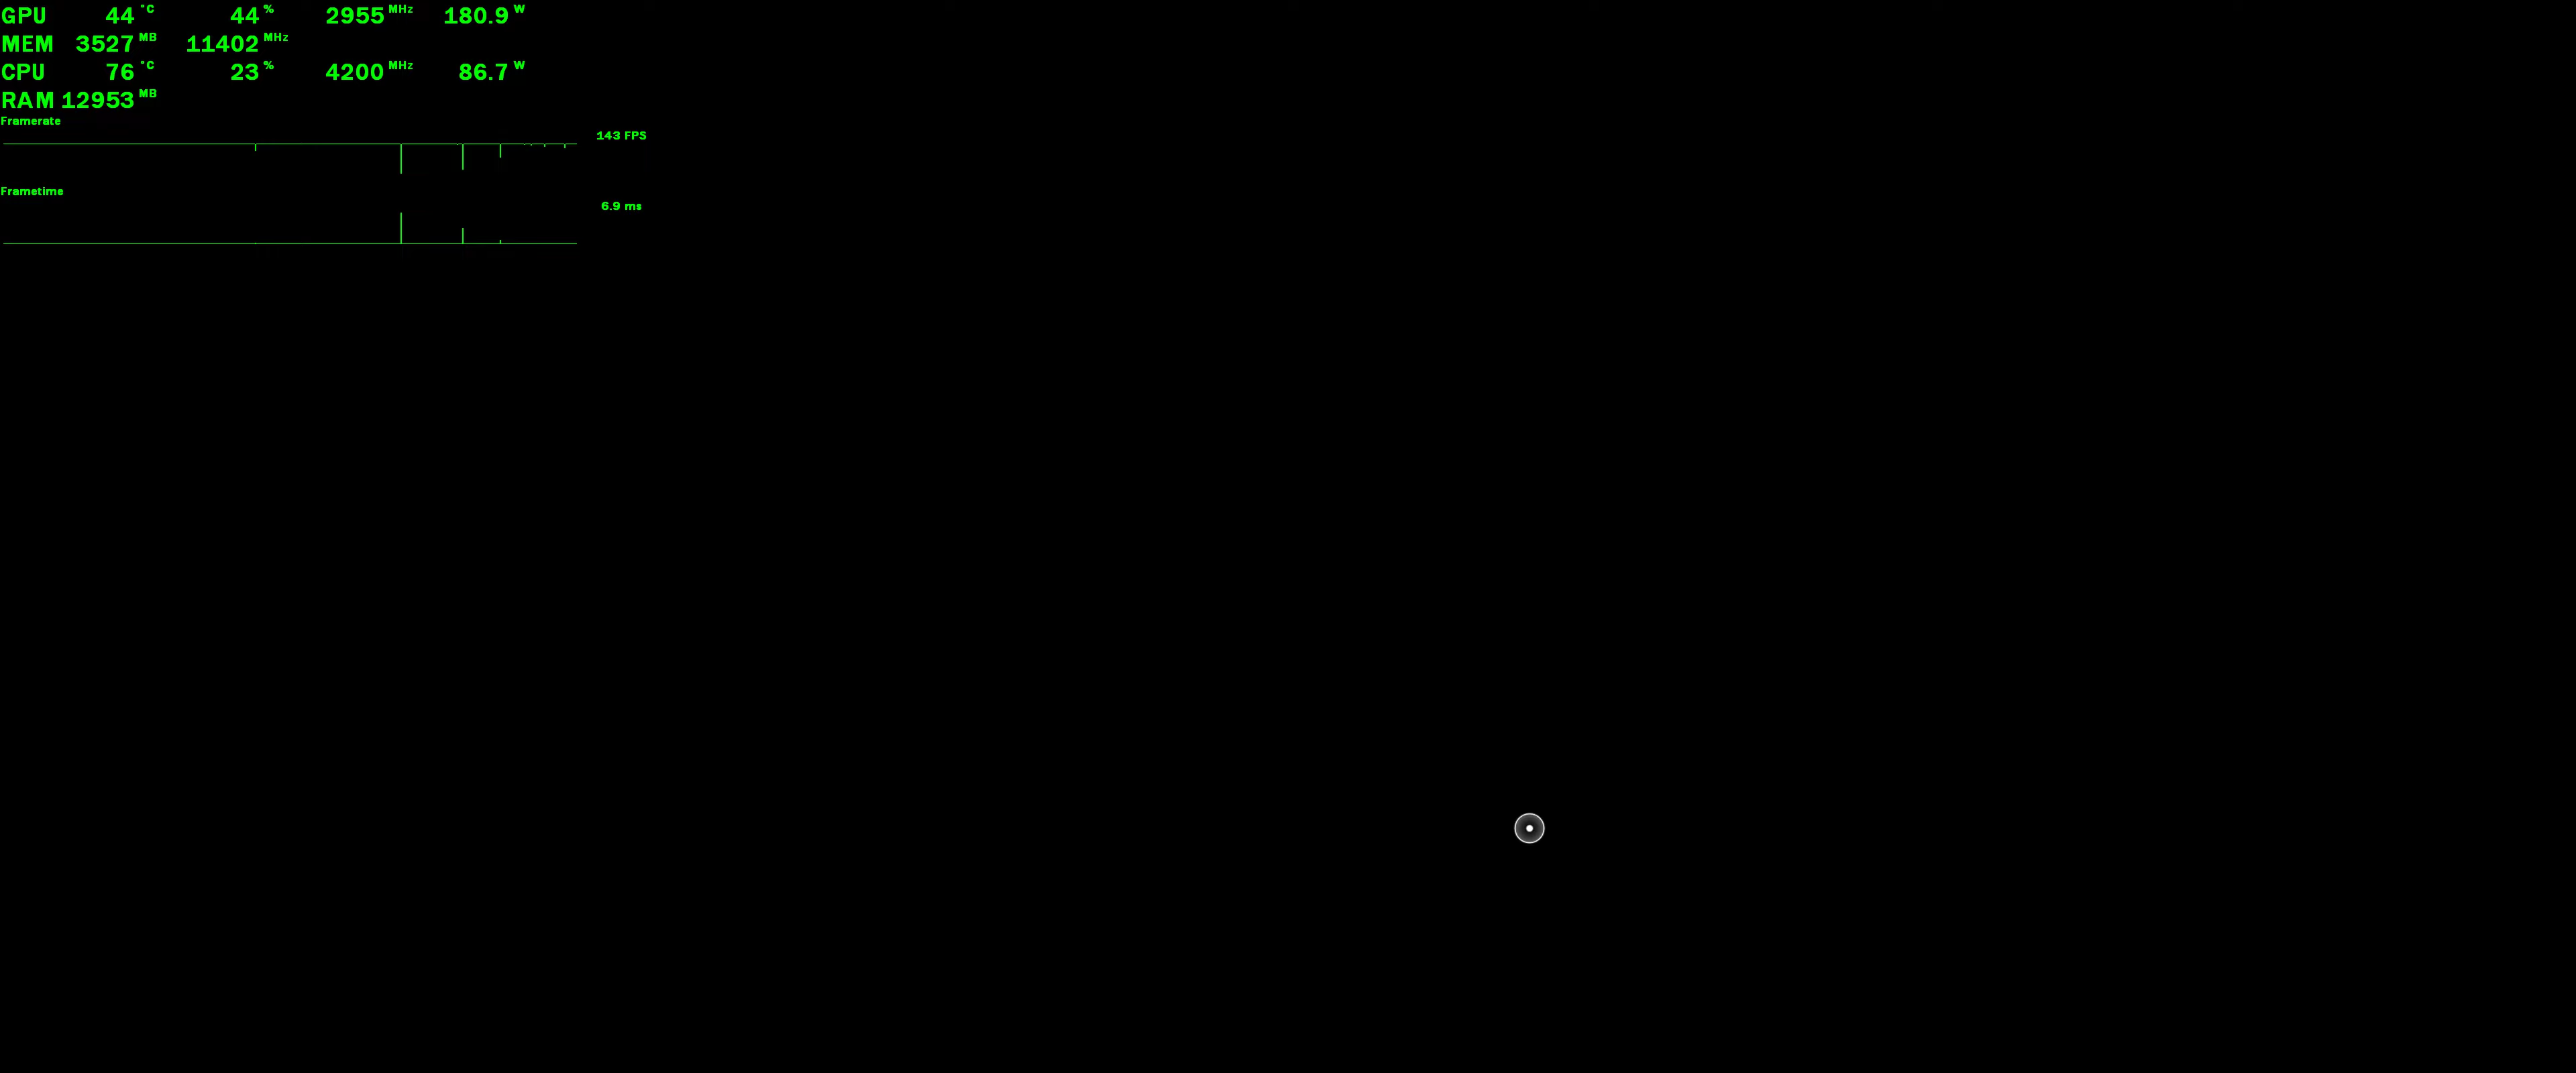 GPU 44 °C 44 % 2955 MHz 180.9 W
MEM 3527 MB 11402 MHz
CPU 76 °C 23 % 4200 MHz 86.7 W
RAM 12953 MB
Framerate
143 FPS
Frametime
6.9 ms